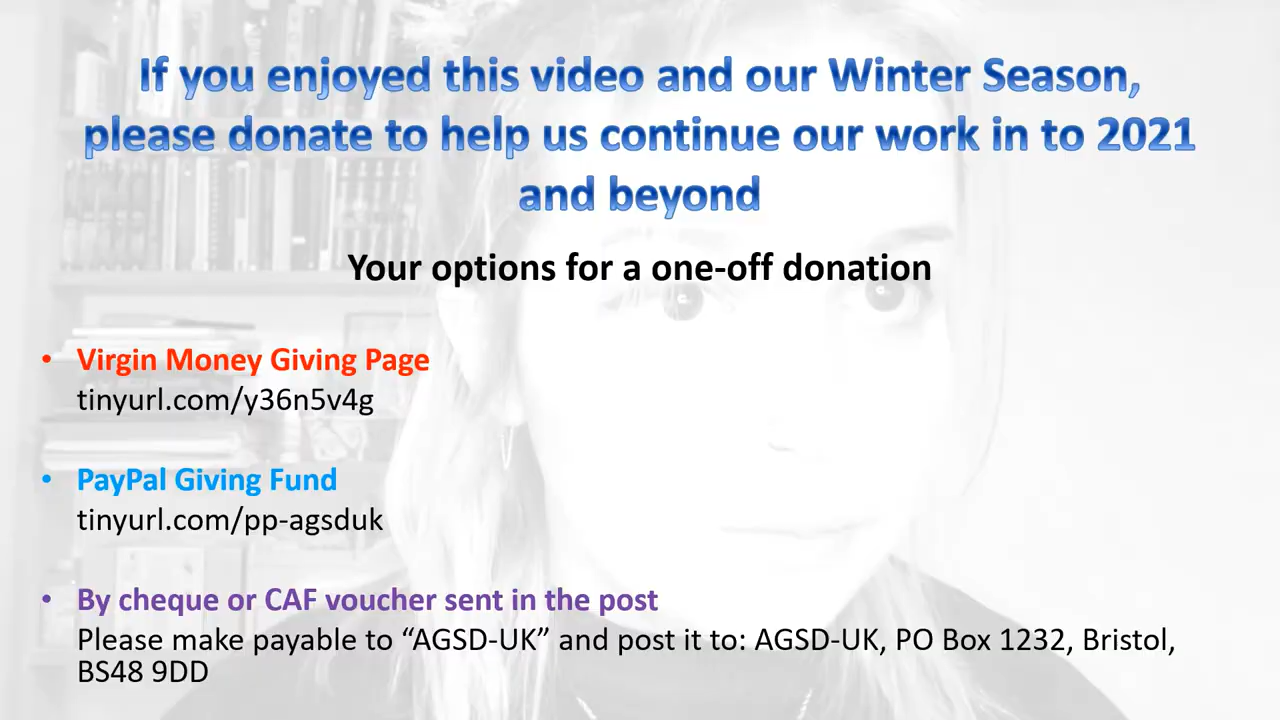 If you enjoyed this video and our Winter Season,
please donate to help us continue our work in to 2021
and beyond
Your options for a one-off donation
• Virgin Money Giving Page
tinyurl.com/y36n5v4g
• PayPal Giving Fund
tinyurl.com/pp-agsduk
• By cheque or CAF voucher sent in the post
Please make payable to “AGSD-UK” and post it to: AGSD-UK, PO Box 1232, Bristol,
BS48 9DD